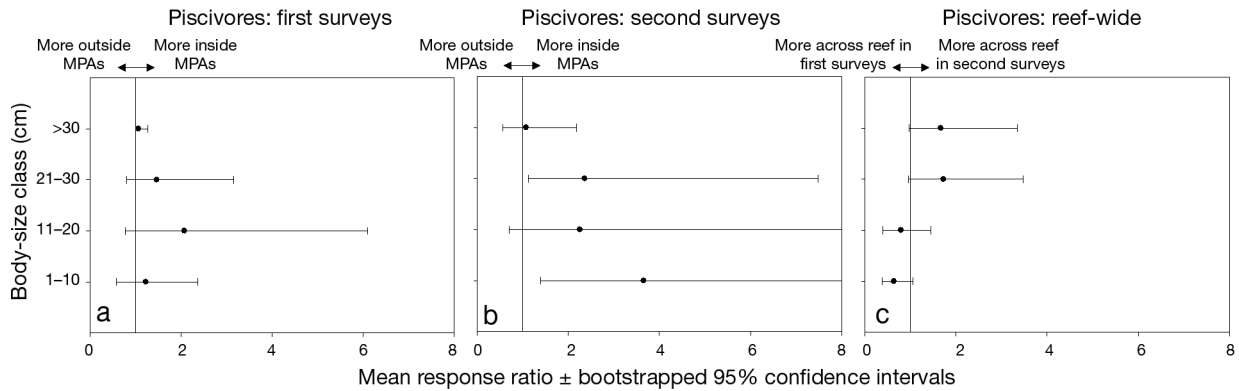 Piscivores: first surveys
Piscivores: second surveys
Piscivores: reef-wide
More outside MPAs
More inside MPAs
More outside MPAs
More inside MPAs
More across reef in first surveys
More across reef in second surveys
Body-size class (cm)
>30
21–30
11–20
1–10
a
b
c
0 2 4 6 8
0 2 4 6 8
0 2 4 6 8
Mean response ratio ± bootstrapped 95% confidence intervals